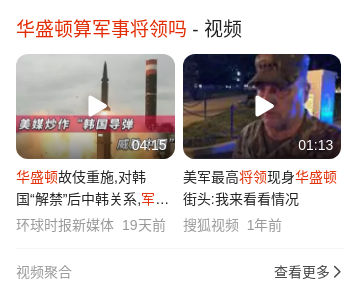 华盛顿算军事将领吗 - 视频
美媒炒作“韩国导弹
04:15
01:13
华盛顿故伎重施,对韩
国“解禁”后中韩关系,军...
环球时报新媒体 19天前
美军最高将领现身华盛顿
街头:我来看看情况
搜狐视频 1年前
视频聚合
查看更多